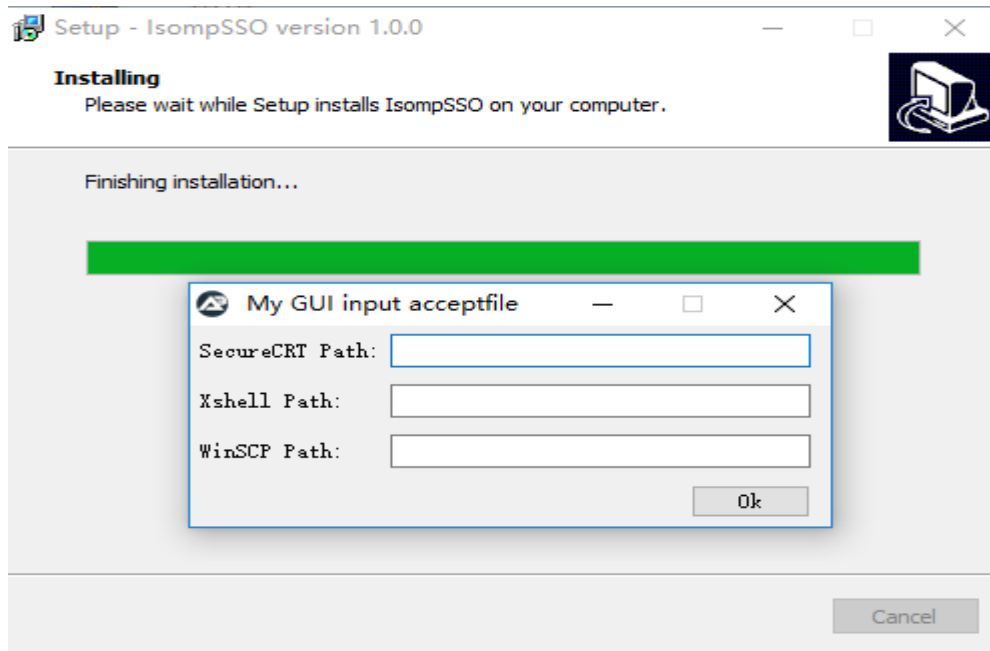 Setup - IsompSSO version 1.0.0
Installing
Please wait while Setup installs IsompSSO on your computer.
Finishing installation...
My GUI input acceptfile
SecureCRT Path:
Xshell Path:
WinSCP Path:
Ok
Cancel